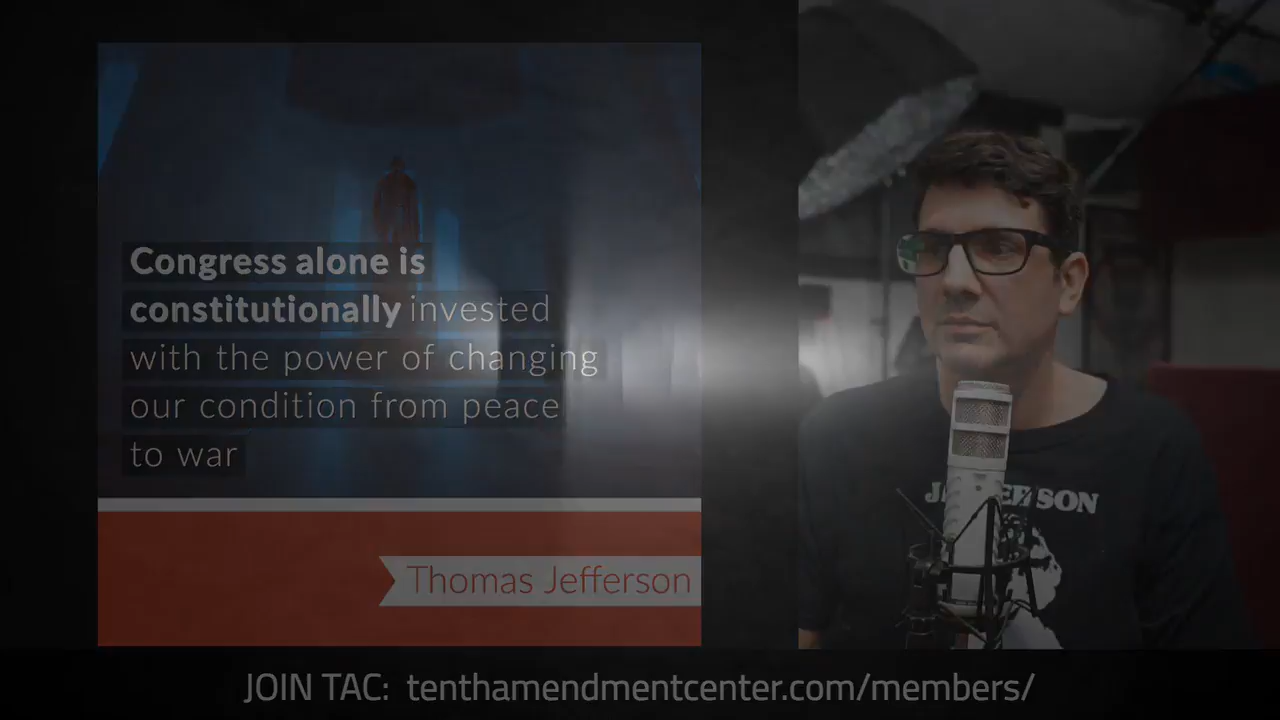 Congress alone is
constitutionally invested
with the power of changing
our condition from peace
to war
Thomas Jefferson
JOIN TAC: tenthamendmentcenter.com/members/